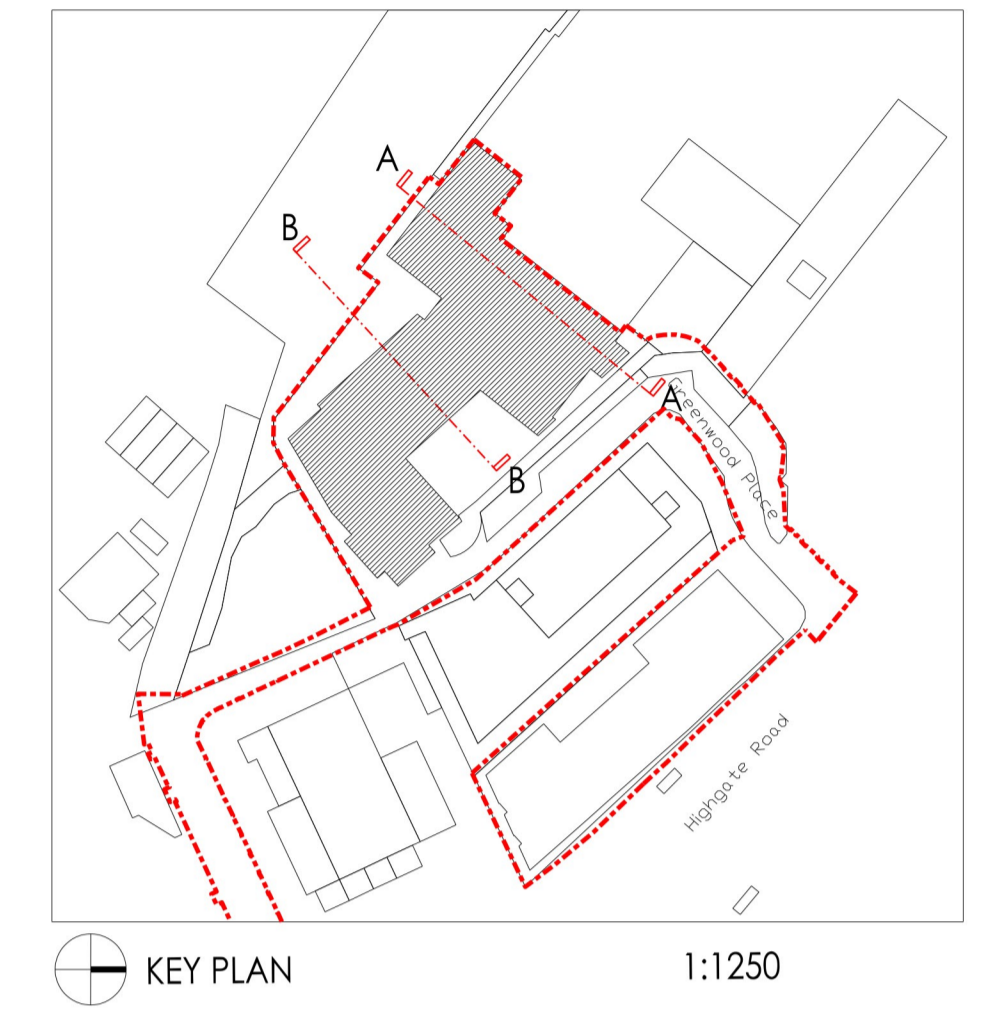 A
B
A
Greenwood Place
B
Highgate Road
KEY PLAN
1:1250